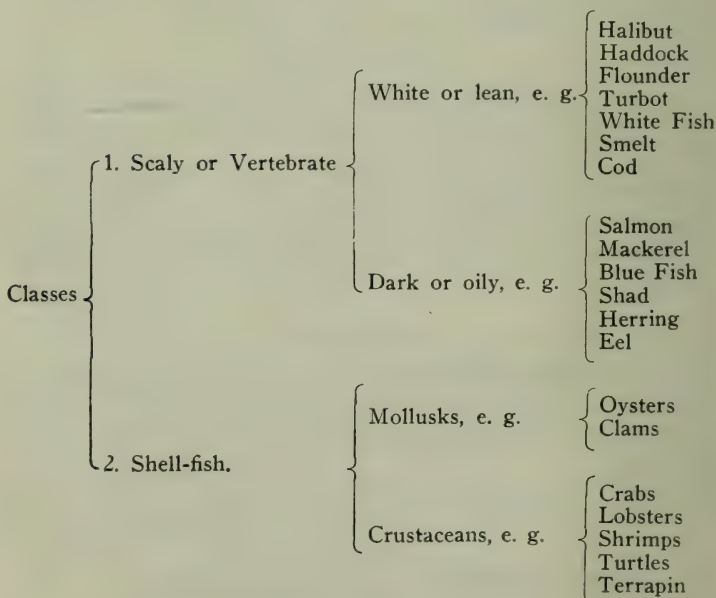 Classes
1. Scaly or Vertebrate
White or lean, e. g.
Halibut
Haddock
Flounder
Turbot
White Fish
Smelt
Cod
Dark or oily, e. g.
Salmon
Mackerel
Blue Fish
Shad
Herring
Eel
2. Shell-fish.
Mollusks, e. g.
Oysters
Clams
Crustaceans, e. g.
Crabs
Lobsters
Shrimps
Turtles
Terrapin